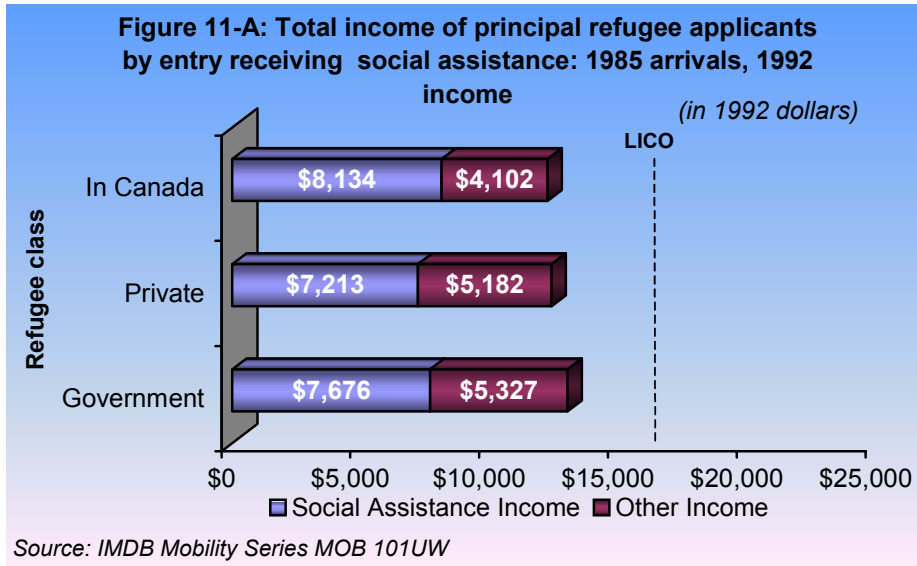 Figure 11-A: Total income of principal refugee applicants
by entry receiving social assistance: 1985 arrivals, 1992
income
(in 1992 dollars)
LICO
Refugee class
In Canada
$8,134
$4,102
Private
$7,213
$5,182
Government
$7,676
$5,327
$0 $5,000 $10,000 $15,000 $20,000 $25,000
Social Assistance Income Other Income
Source: IMDB Mobility Series MOB 101UW